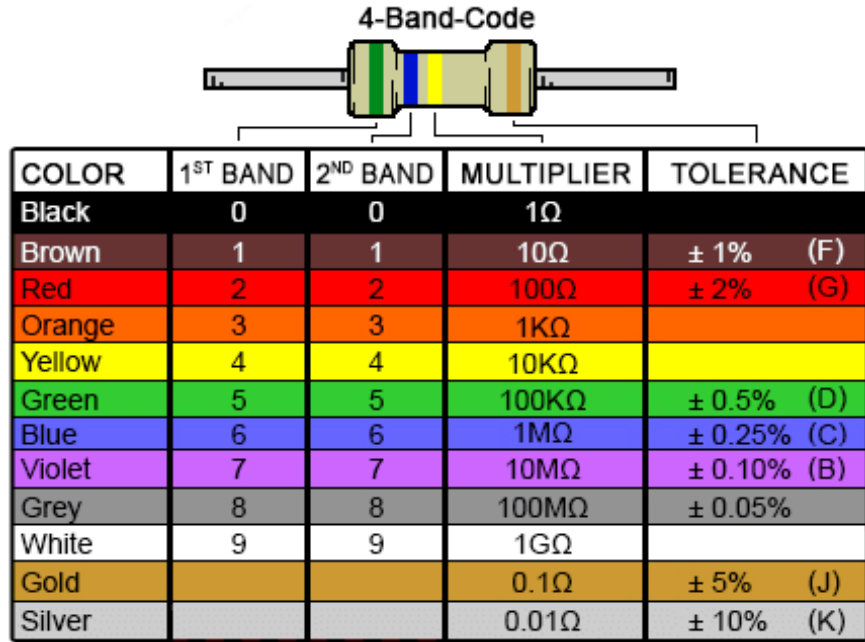 4-Band-Code
COLOR 1ST BAND 2ND BAND MULTIPLIER TOLERANCE
Black 0 0 1Ω
Brown 1 1 10Ω ± 1% (F)
Red 2 2 100Ω ± 2% (G)
Orange 3 3 1KΩ
Yellow 4 4 10KΩ
Green 5 5 100KΩ ± 0.5% (D)
Blue 6 6 1MΩ ± 0.25% (C)
Violet 7 7 10MΩ ± 0.10% (B)
Grey 8 8 100MΩ ± 0.05%
White 9 9 1GΩ
Gold 0.1Ω ± 5% (J)
Silver 0.01Ω ± 10% (K)